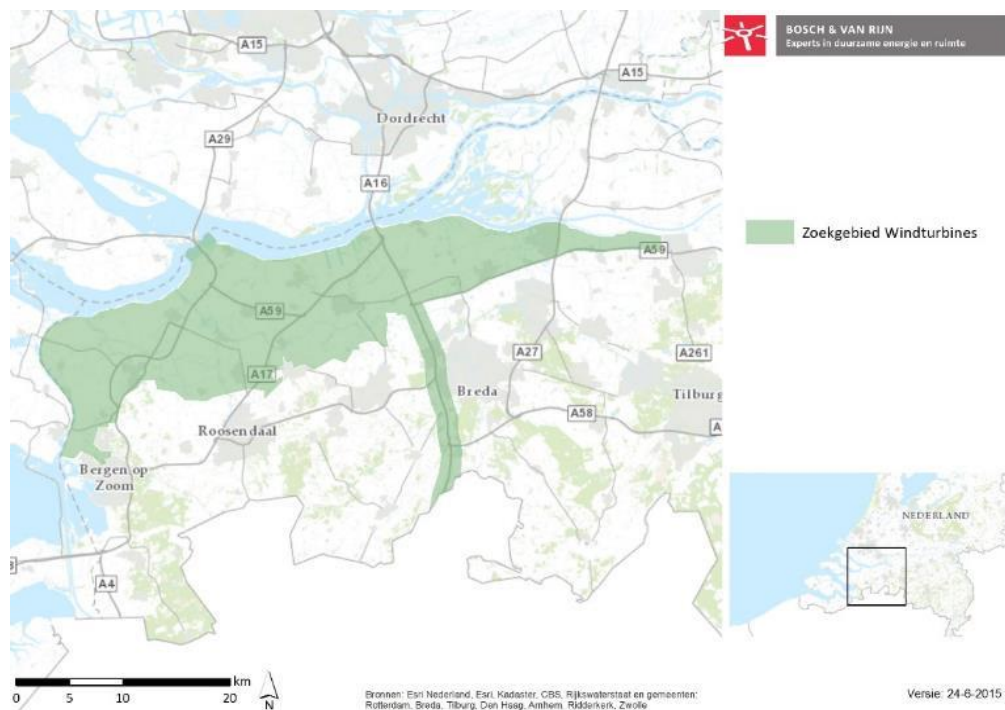 BOSCH & VAN RIJN
Experts in duurzame energie en ruimte
A15
A15
Dordrecht
A29
A16
Zoekgebied Windturbines
A59
A59
A27
A261
A17
Breda
Tilburg
A58
Roosendaal
A
Bergen op
Zoom
NEDERLAND
A4
km
0 5 10 20
N
Bronnen: Esri Nederland, Esri, Kadaster, CBS, Rijkswaterstaat en gemeenten:
Rotterdam, Breda, Tilburg, Den Haag, Arnhem, Ridderkerk, Zwolle
Versie: 24-6-2015